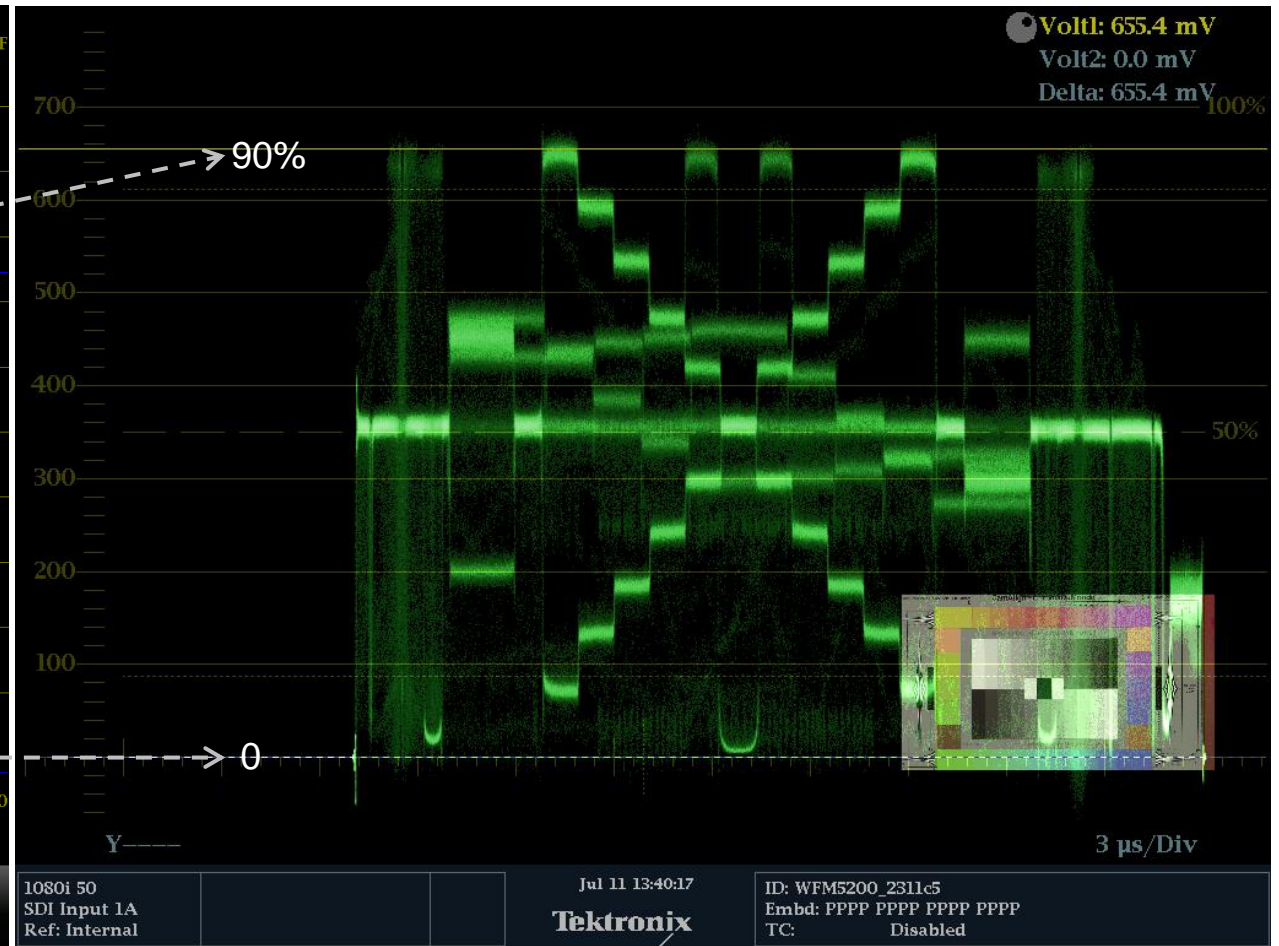 Volt1: 655.4 mV
Volt2: 0.0 mV
Delta: 655.4 mV
700
100%
90%
600
500
400
50%
300
200
100
0
Y----
3 µs/Div
1080i 50
SDI Input 1A
Ref: Internal
Jul 11 13:40:17
Tektronix
ID: WFM5200_2311c5
Embd: PPPP PPPP PPPP PPPP
TC: Disabled